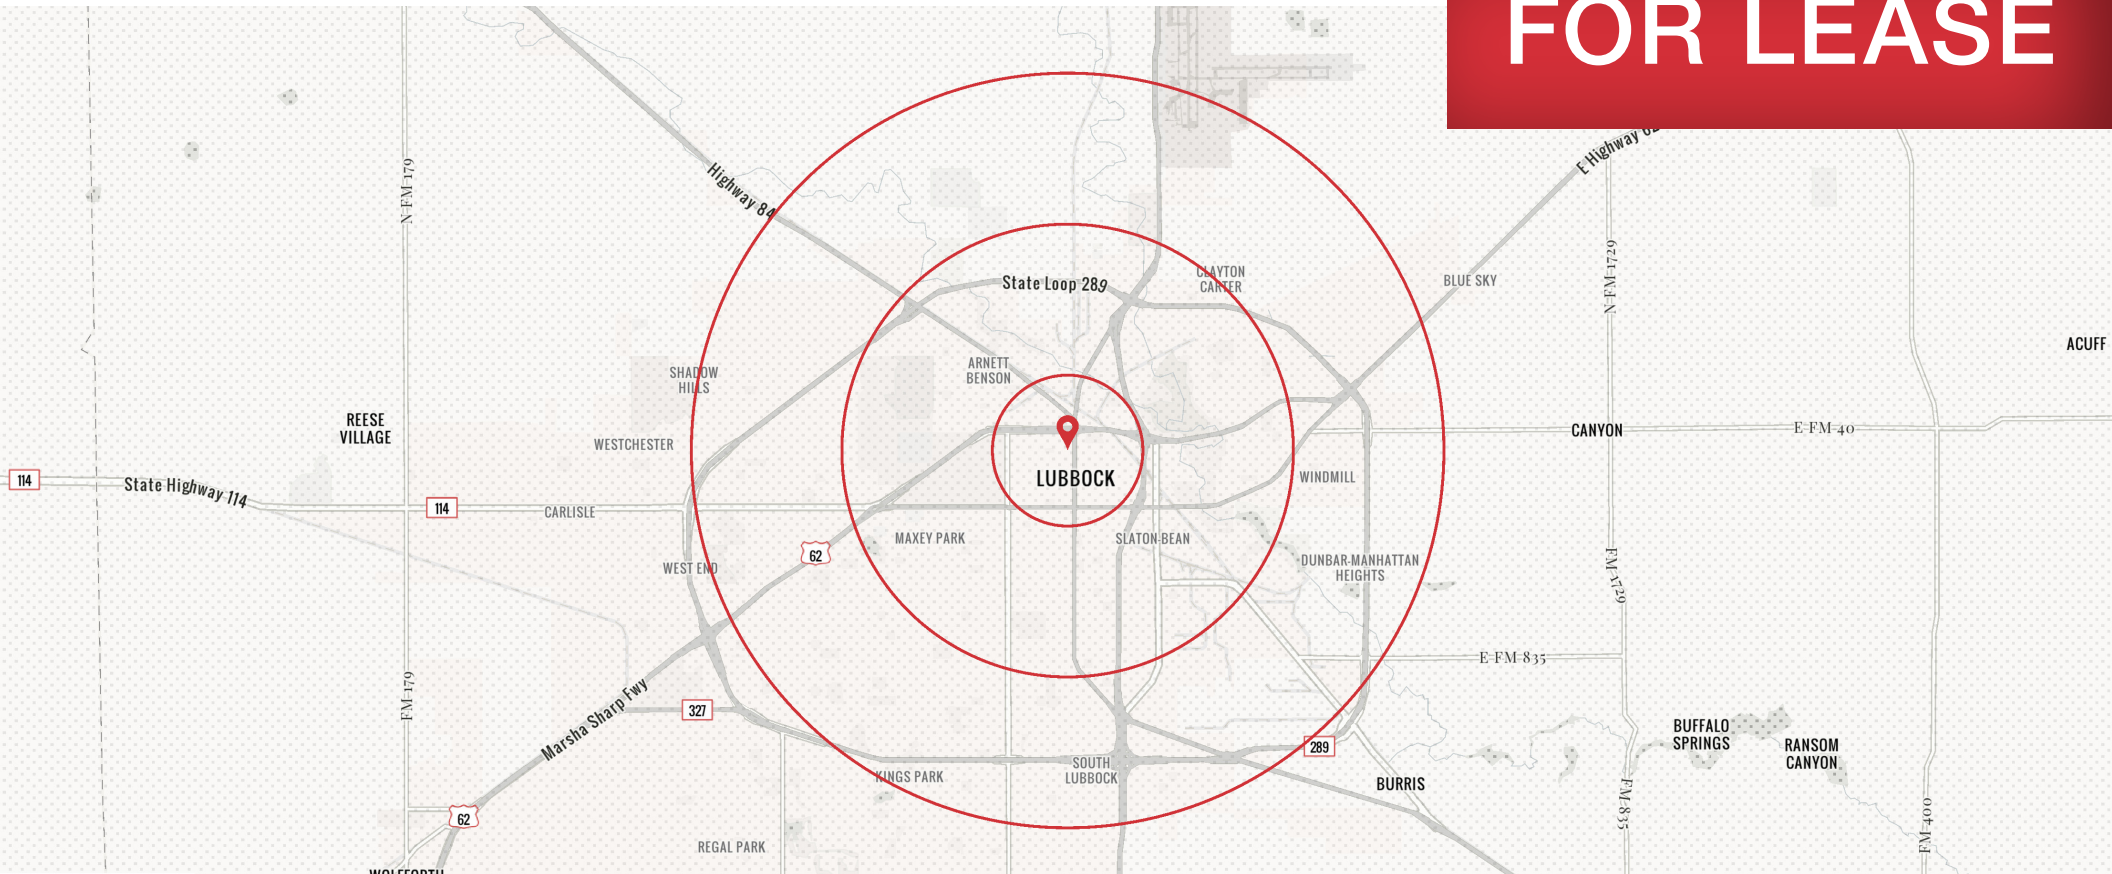 FOR LEASE
E Highway 62
N FM 179
Highway 84
N FM 1729
CLAYTON
CARTER
State Loop 289
BLUE SKY
ACUFF
ARNETT
BENSON
SHADOW
HILLS
REESE
VILLAGE
WESTCHESTER
CANYON
E FM 40
LUBBOCK
WINDMILL
114
State Highway 114
114
CARLISLE
MAXEY PARK
SLATON-BEAN
62
WEST END
DUNBAR-MANHATTAN
HEIGHTS
FM 1729
E FM 835
FM 179
Marsha Sharp Fwy
327
289
BUFFALO
SPRINGS
RANSOM
CANYON
KINGS PARK
SOUTH
LUBBOCK
BURRIS
62
FM 835
FM 400
REGAL PARK
WOLFFORTH